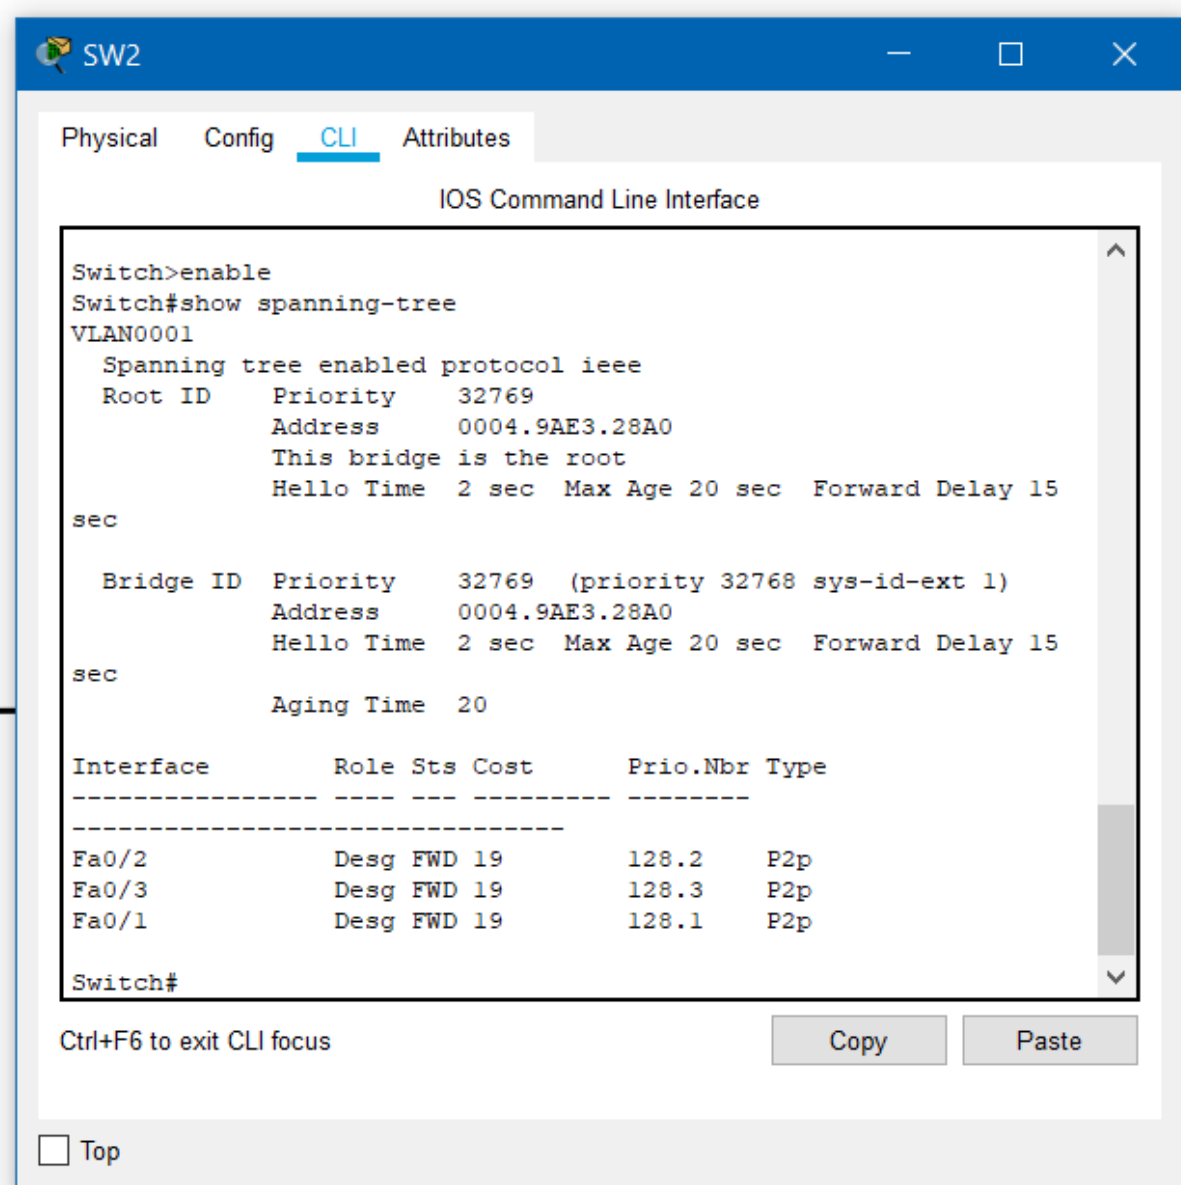 SW2
Physical Config CLI Attributes
IOS Command Line Interface
Switch>enable
Switch#show spanning-tree
VLAN0001
  Spanning tree enabled protocol ieee
  Root ID    Priority    32769
             Address     0004.9AE3.28A0
             This bridge is the root
             Hello Time  2 sec  Max Age 20 sec  Forward Delay 15
sec

  Bridge ID  Priority    32769  (priority 32768 sys-id-ext 1)
             Address     0004.9AE3.28A0
             Hello Time  2 sec  Max Age 20 sec  Forward Delay 15
sec
             Aging Time  20

Interface        Role Sts Cost      Prio.Nbr Type
---------------- ---- --- --------- --------
--------------------------------
Fa0/2            Desg FWD 19        128.2    P2p
Fa0/3            Desg FWD 19        128.3    P2p
Fa0/1            Desg FWD 19        128.1    P2p

Switch#
Ctrl+F6 to exit CLI focus Copy Paste
Top